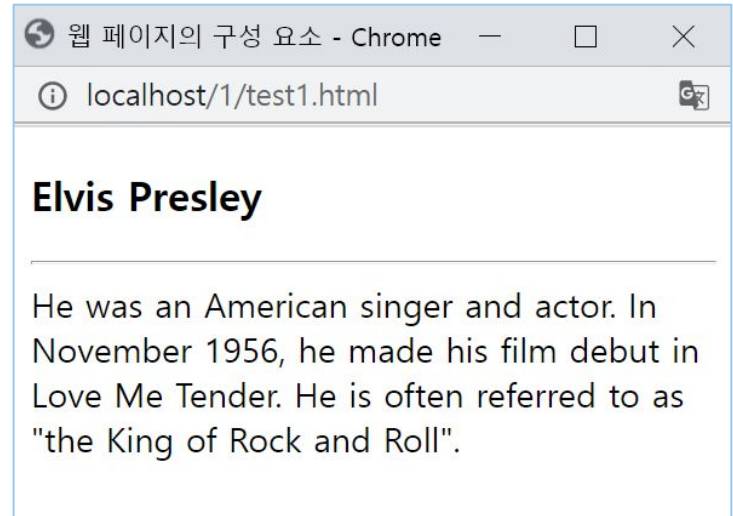 웹 페이지의 구성 요소 - Chrome
localhost/1/test1.html
Elvis Presley
He was an American singer and actor. In
November 1956, he made his film debut in
Love Me Tender. He is often referred to as
"the King of Rock and Roll".